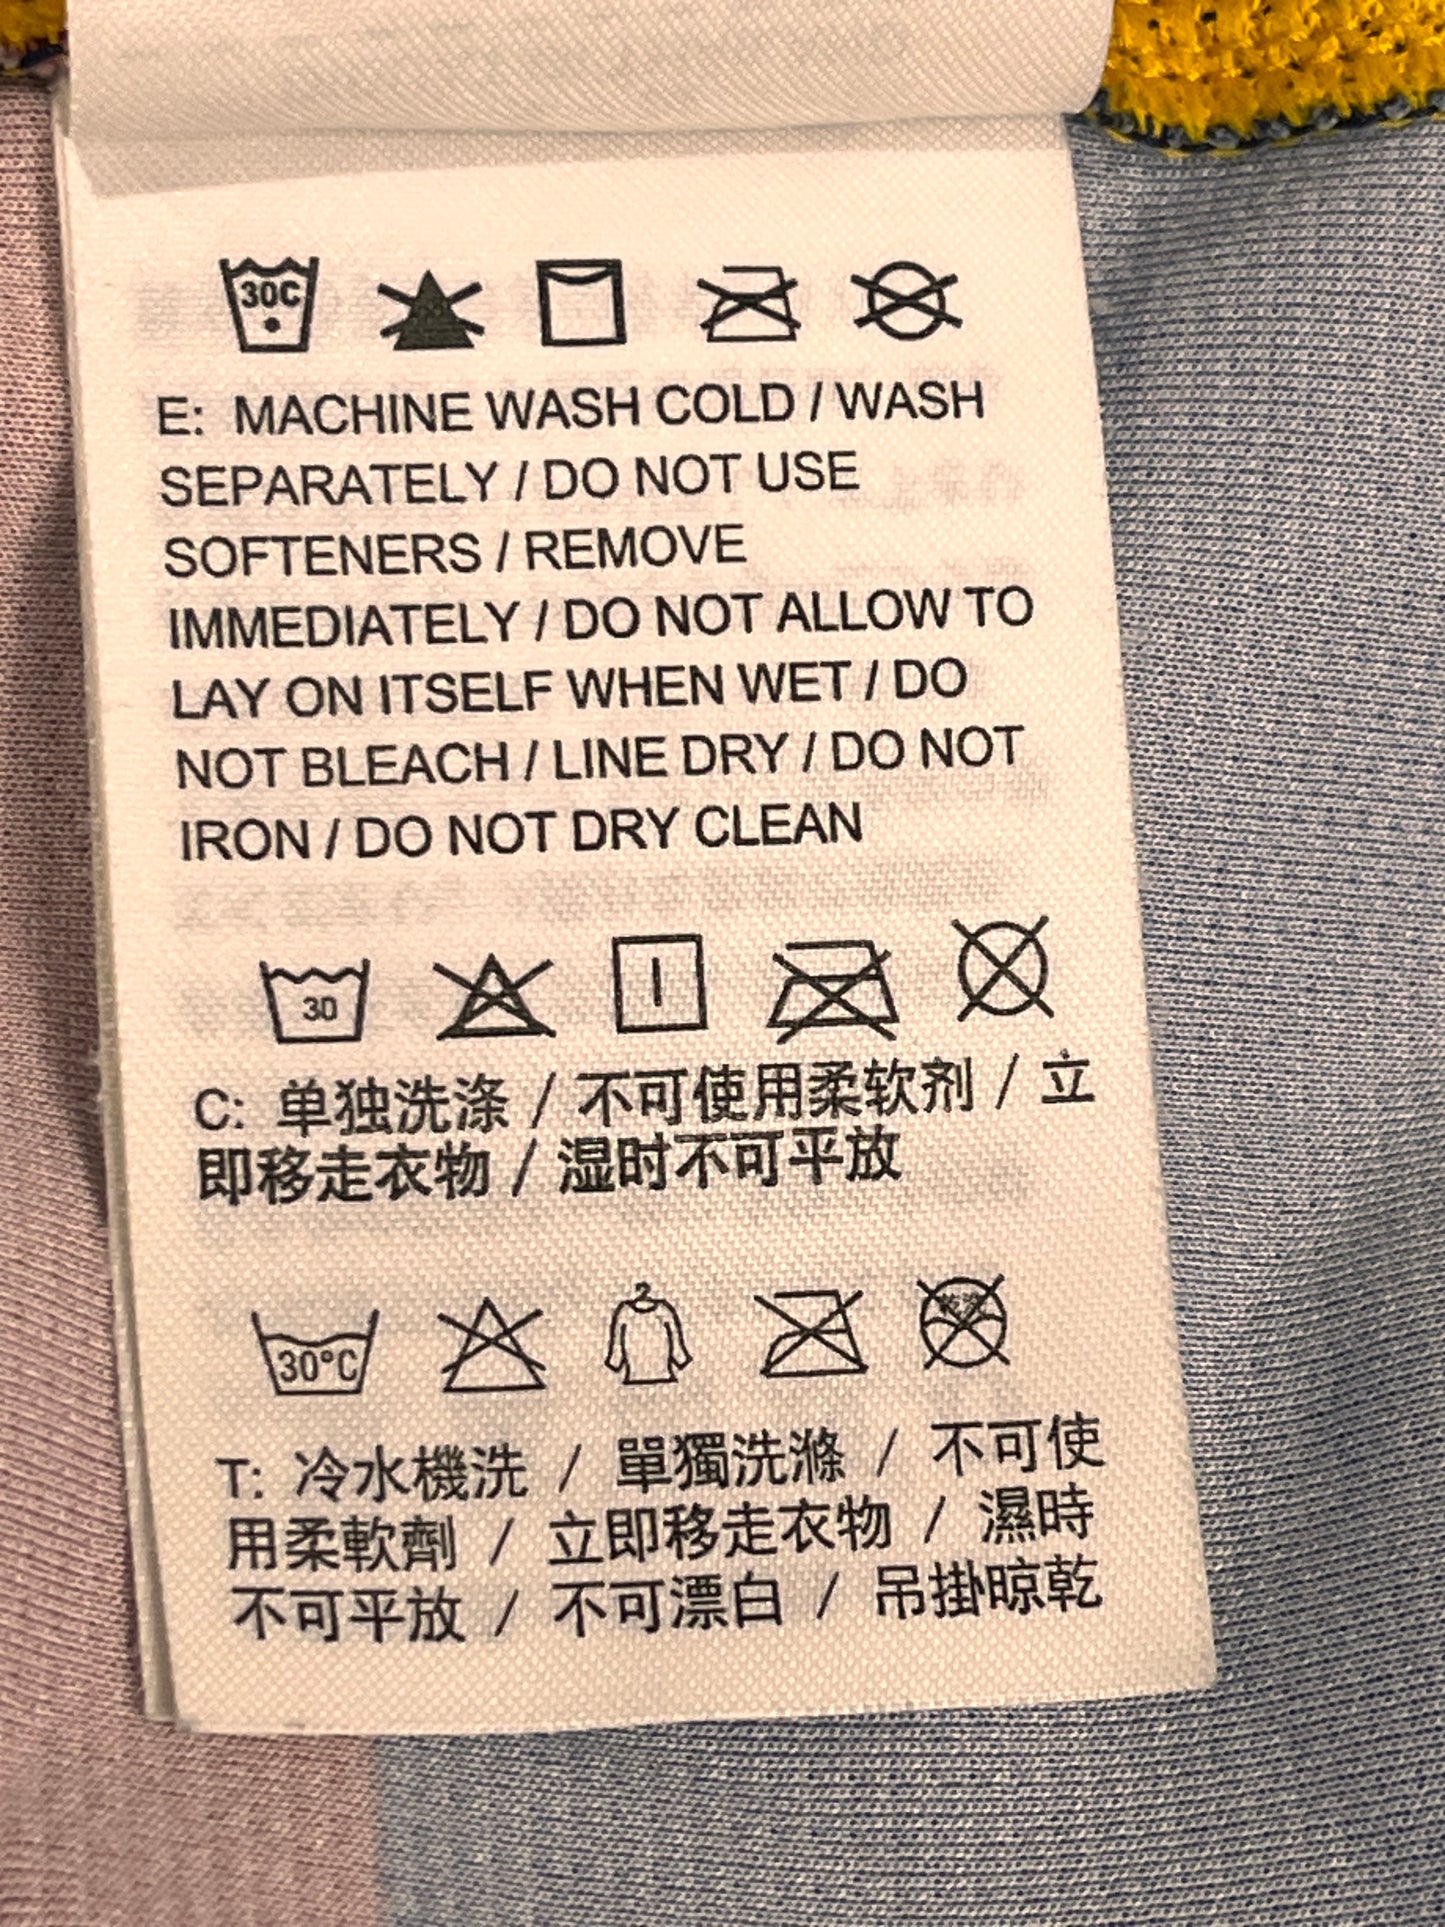 30C
E: MACHINE WASH COLD / WASH
SEPARATELY / DO NOT USE
SOFTENERS / REMOVE
IMMEDIATELY / DO NOT ALLOW TO
LAY ON ITSELF WHEN WET / DO
NOT BLEACH / LINE DRY / DO NOT
IRON / DO NOT DRY CLEAN
30
C: 单独洗涤 / 不可使用柔软剂 / 立
即移走衣物 / 湿时不可平放
30°C 乾洗
T: 冷水機洗 / 單獨洗滌 / 不可使
用柔軟劑 / 立即移走衣物 / 濕時
不可平放 / 不可漂白 / 吊掛晾乾